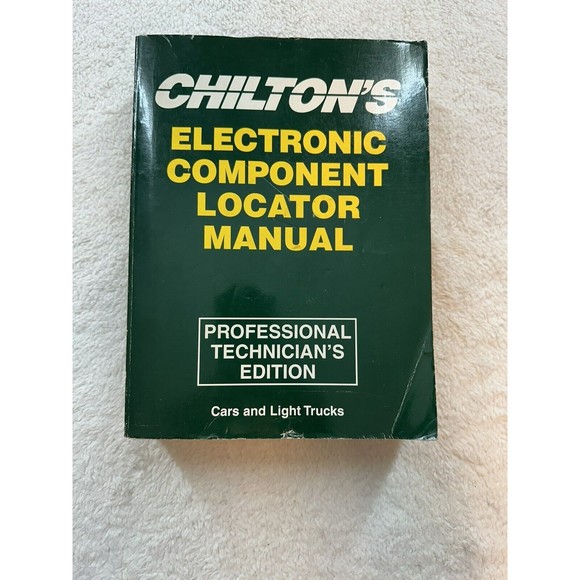 CHILTON'S
ELECTRONIC
COMPONENT
LOCATOR
MANUAL
PROFESSIONAL
TECHNICIAN'S
EDITION
Cars and Light Trucks